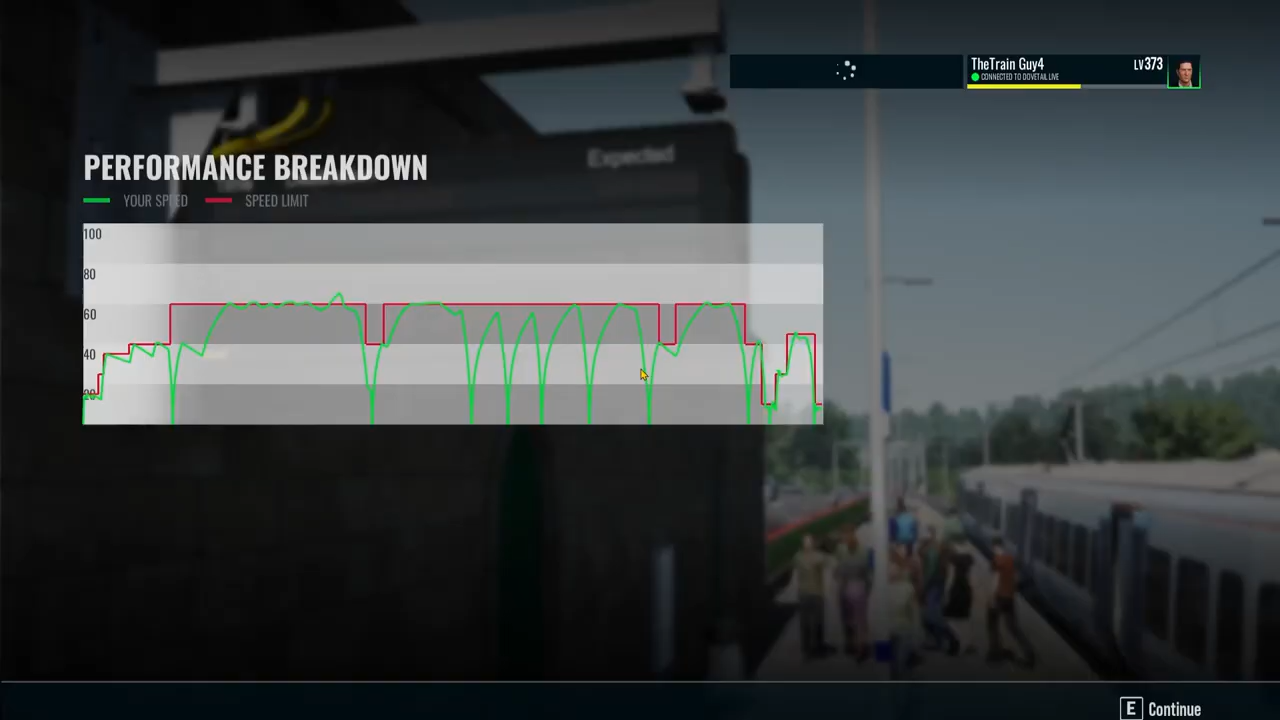 TheTrain Guy4
LV373
CONNECTED TO DOVETAIL LIVE
Expected
PERFORMANCE BREAKDOWN
YOUR SPEED
SPEED LIMIT
100
80
60
40
20
E Continue